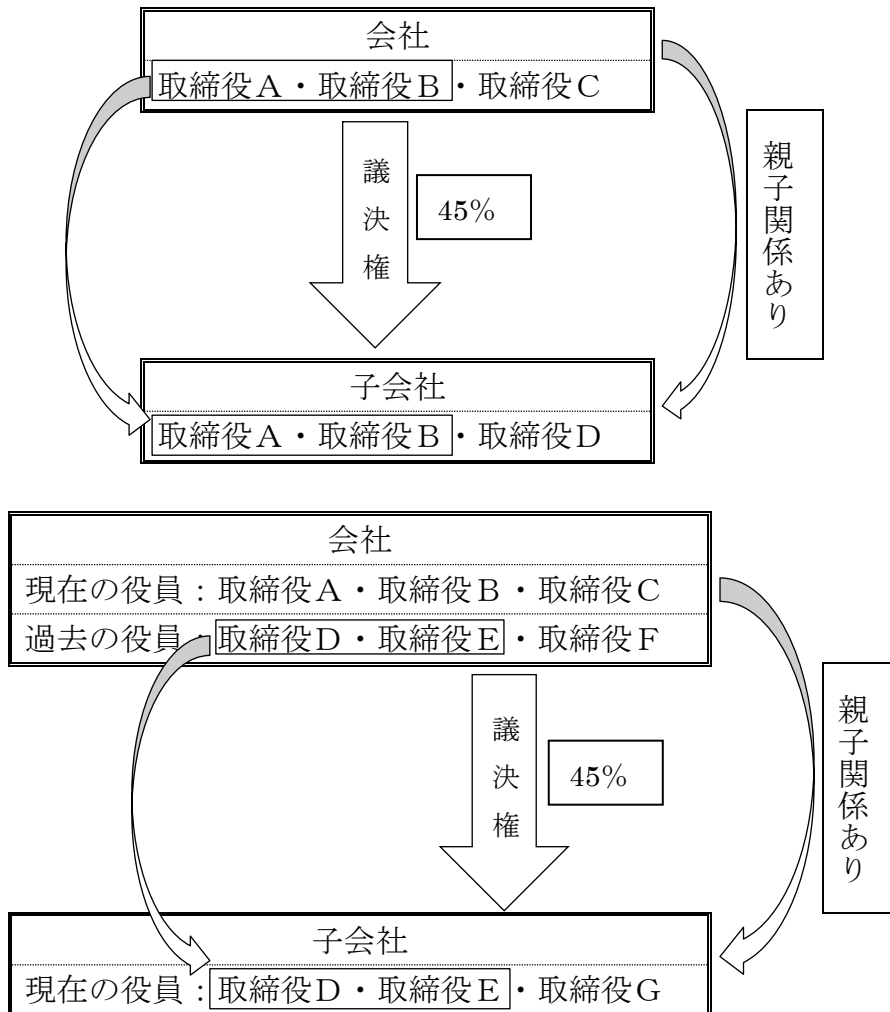 会社
取締役A・取締役B・取締役C
議決権
45%
親子関係あり
子会社
取締役A・取締役B・取締役D
会社
現在の役員：取締役A・取締役B・取締役C
過去の役員：取締役D・取締役E・取締役F
議決権
45%
親子関係あり
子会社
現在の役員：取締役D・取締役E・取締役G